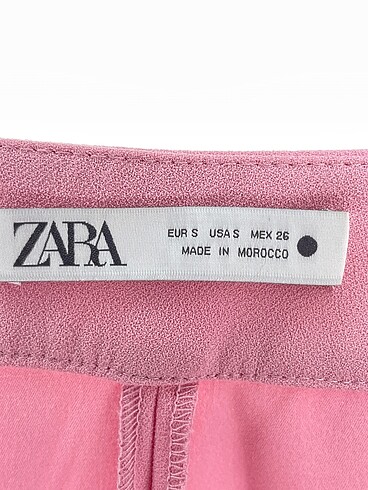 ZARA
EUR S USA S MEX 26
MADE IN MOROCCO